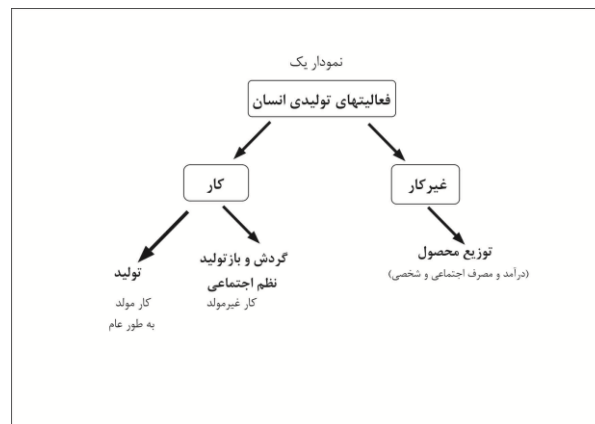 نمودار یک
فعالیتهای تولیدی انسان
غیرکار
کار
توزیع محصول
(درآمد و مصرف اجتماعی و شخصی)
گردش و بازتولید
نظم اجتماعی
کار غیرمولد
تولید
کار مولد
به طور عام